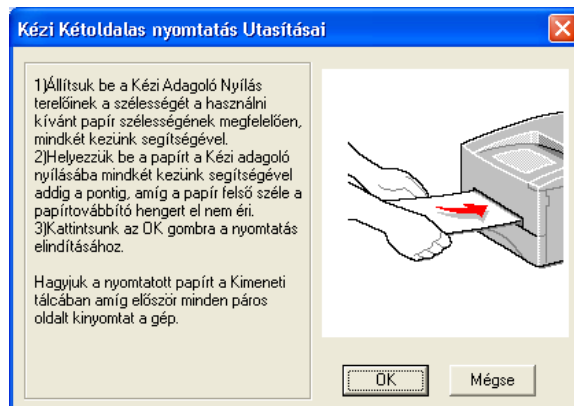 Kézi Kétoldalas nyomtatás Utasításai
1)Állítsuk be a Kézi Adagoló Nyílás
terelőinek a szélességét a használni
kívánt papír szélességének megfelelően,
mindkét kezünk segítségével.
2)Helyezzük be a papírt a Kézi adagoló
nyílásába mindkét kezünk segítségével
addig a pontig, amíg a papír felső széle a
papírtovábbító hengert el nem éri.
3)Kattintsunk az OK gombra a nyomtatás
elindításához.
Hagyjuk a nyomtatott papírt a Kimeneti
tálcában amíg először minden páros
oldalt kinyomtat a gép.
OK
Mégse